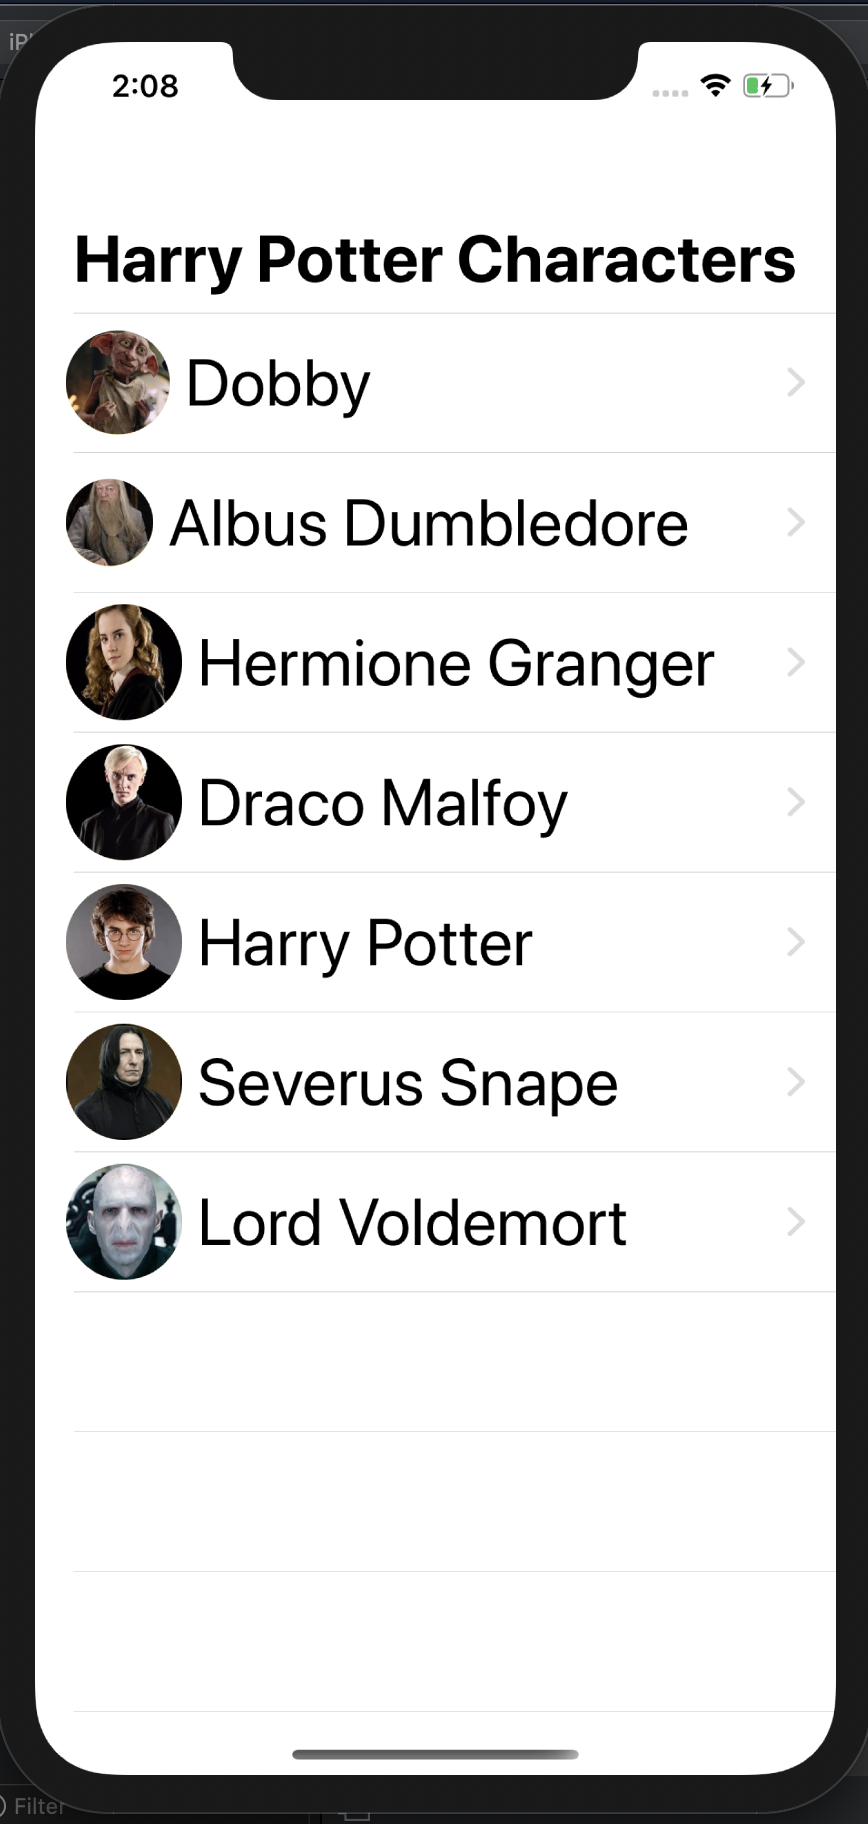 iP
2:08
Harry Potter Characters
Dobby
Albus Dumbledore
Hermione Granger
Draco Malfoy
Harry Potter
Severus Snape
Lord Voldemort
Filter